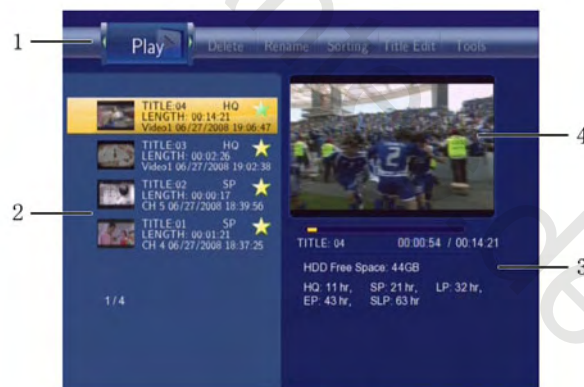 1
Play Delete Rename Sorting Title Edit Tools
TITLE:04 HQ
LENGTH: 00:14:21
Video1 06/27/2008 19:06:47
TITLE:03 HQ
LENGTH: 00:02:26
Video1 06/27/2008 19:02:38
TITLE:02 SP
LENGTH: 00:00:17
CH 5 06/27/2008 18:39:56
TITLE:01 SP
LENGTH: 00:01:21
CH 4 06/27/2008 18:37:25
2
1/4
2
4
TITLE: 04 00:00:54 / 00:14:21
3
HDD Free Space: 44GB
HQ: 11 hr, SP: 21 hr, LP: 32 hr,
EP: 43 hr, SLP: 63 hr